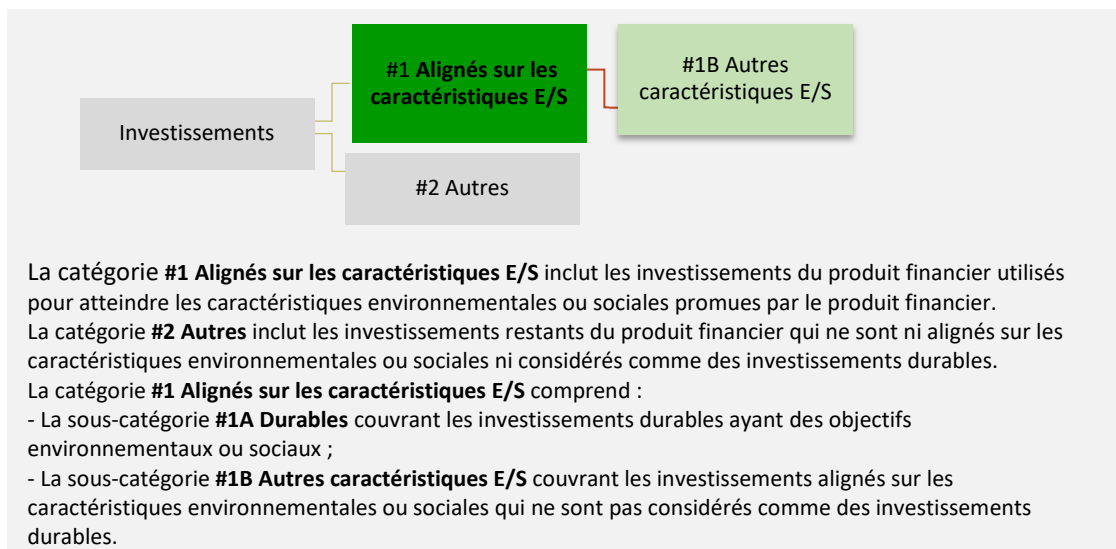 #1 Alignés sur les
caractéristiques E/S
#1B Autres
caractéristiques E/S
Investissements
#2 Autres
La catégorie #1 Alignés sur les caractéristiques E/S inclut les investissements du produit financier utilisés
pour atteindre les caractéristiques environnementales ou sociales promues par le produit financier.
La catégorie #2 Autres inclut les investissements restants du produit financier qui ne sont ni alignés sur les
caractéristiques environnementales ou sociales ni considérés comme des investissements durables.
La catégorie #1 Alignés sur les caractéristiques E/S comprend :
- La sous-catégorie #1A Durables couvrant les investissements durables ayant des objectifs
environnementaux ou sociaux ;
- La sous-catégorie #1B Autres caractéristiques E/S couvrant les investissements alignés sur les
caractéristiques environnementales ou sociales qui ne sont pas considérés comme des investissements
durables.